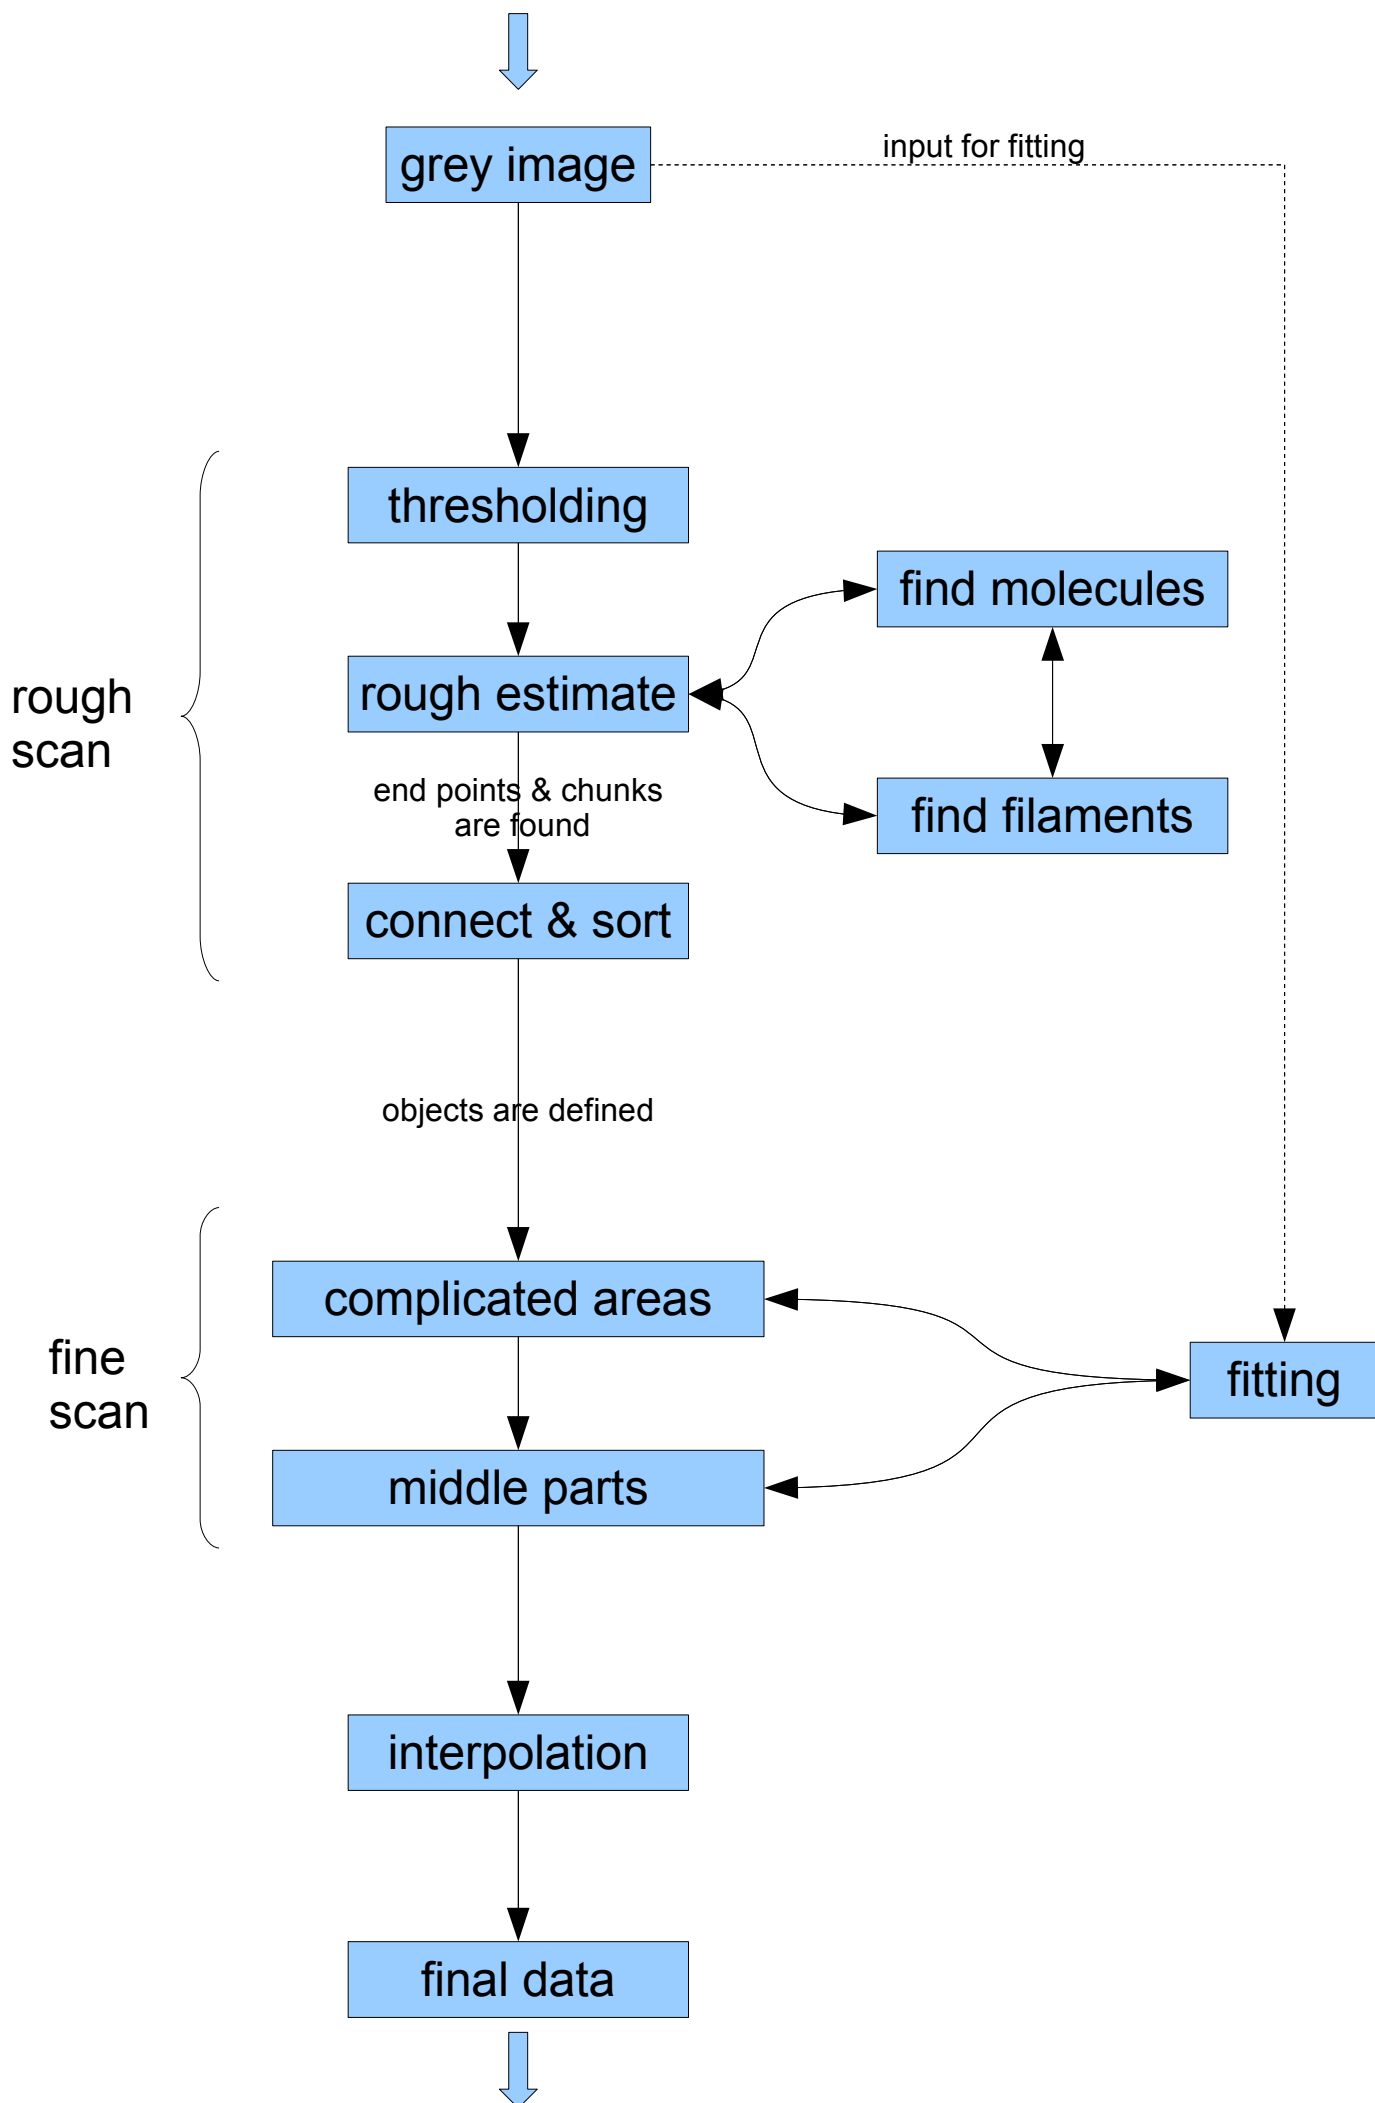 grey image
input for fitting
thresholding
find molecules
rough
scan
rough estimate
end points & chunks
are found
find filaments
connect & sort
objects are defined
complicated areas
fine
scan
fitting
middle parts
interpolation
final data